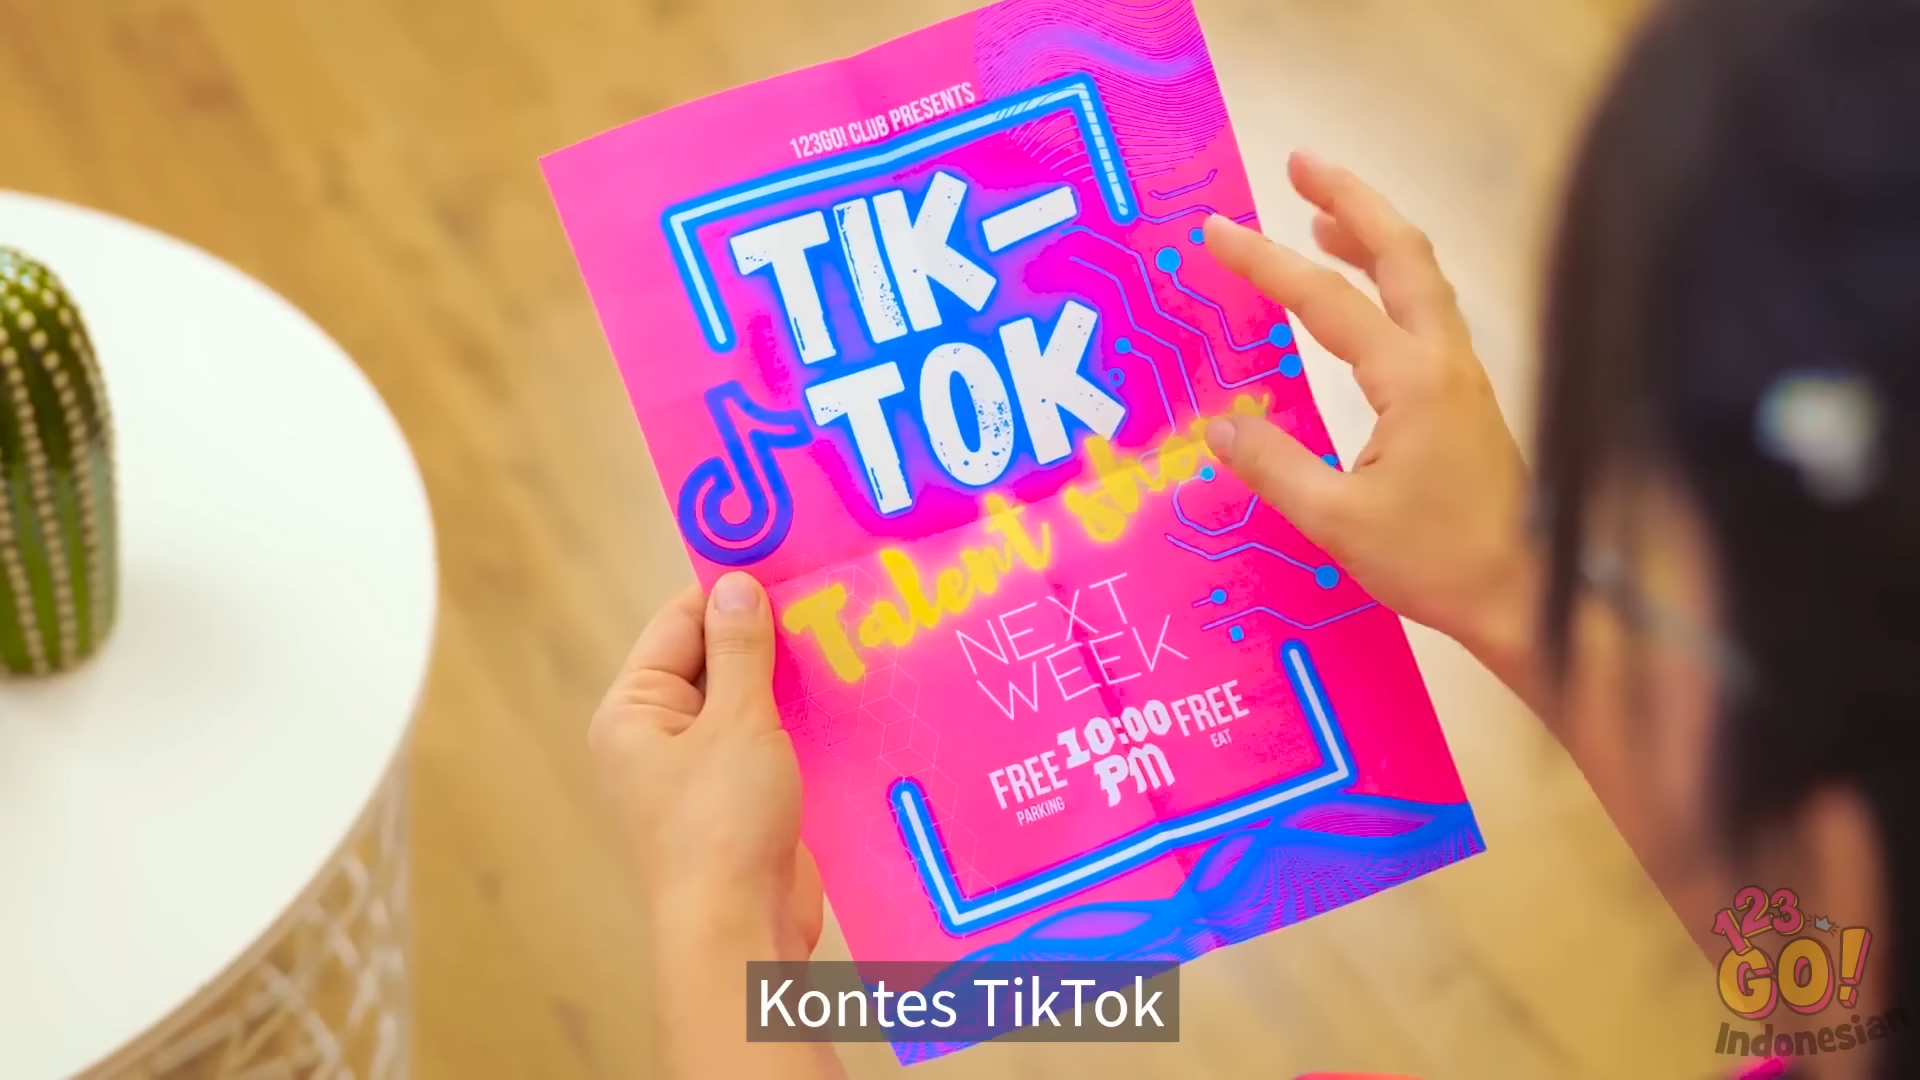 123GO! CLUB PRESENTS
TIK-
TOK
Talent show
NEXT
WEEK
FREE
PARKING
10:00
PM
FREE
EAT
Kontes TikTok
123
GO!
Indonesian